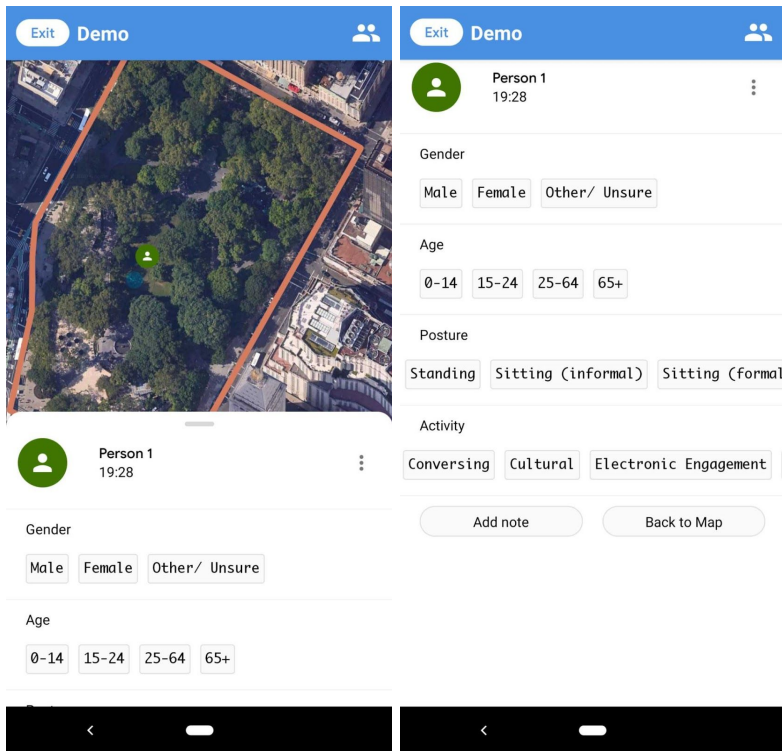 Exit Demo
Person 1
19:28
Gender
Male Female Other/ Unsure
Age
0-14 15-24 25-64 65+
Exit Demo
Person 1
19:28
Gender
Male Female Other/ Unsure
Age
0-14 15-24 25-64 65+
Posture
Standing Sitting (informal) Sitting (formal
Activity
Conversing Cultural Electronic Engagement
Add note Back to Map